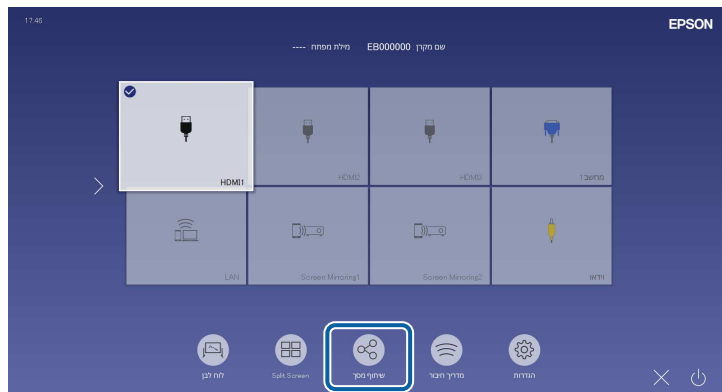 17:46
EPSON
שם מקרן EB000000 מילת מפתח ----
HDMI1
HDMI2
HDMI3
מחשב1
LAN
Screen Mirroring1
Screen Mirroring2
וידאו
לוח לבן
Split Screen
שיתוף מסך
מדריך חיבור
הגדרות